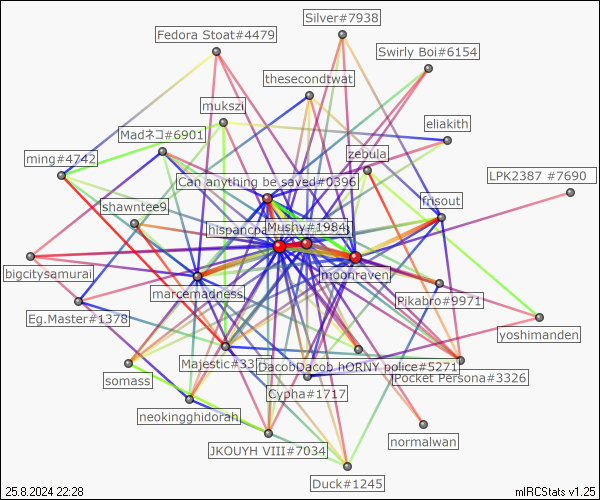 Silver#7938
Fedora Stoat#4479
Swirly Boi#6154
thesecondtwat
mukszi
eliakith
Madネコ#6901
zebula
ming#4742
LPK2387 #7690
Can anything be saved#0396
shawntee9
frisout
hispancpa
Mushy#1984
moonraven
bigcitysamurai
marcemadness
Pikabro#9971
Eg.Master#1378
yoshimanden
Majestic#33
DacobDacob hORNY police#5271
somass
Pocket Persona#3326
Cypha#1717
neokingghidorah
normalwan
JKOUYH VIII#7034
Duck#1245
25.8.2024 22:28
mIRCStats v1.25